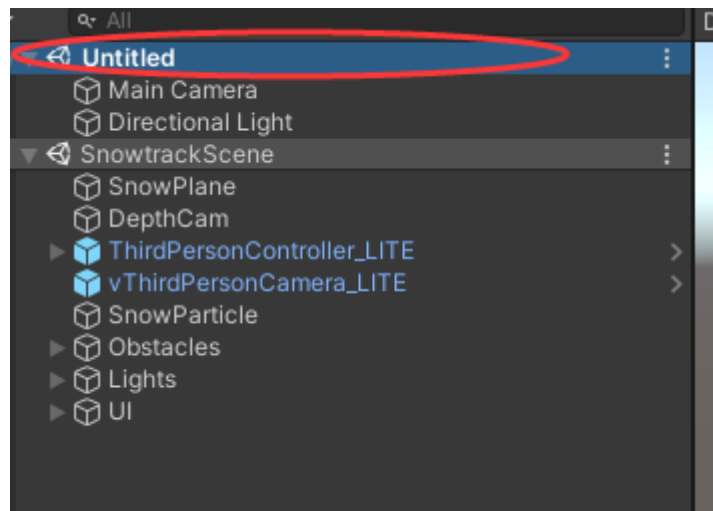 All
Untitled
Main Camera
Directional Light
SnowtrackScene
SnowPlane
DepthCam
ThirdPersonController_LITE
vThirdPersonCamera_LITE
SnowParticle
Obstacles
Lights
UI